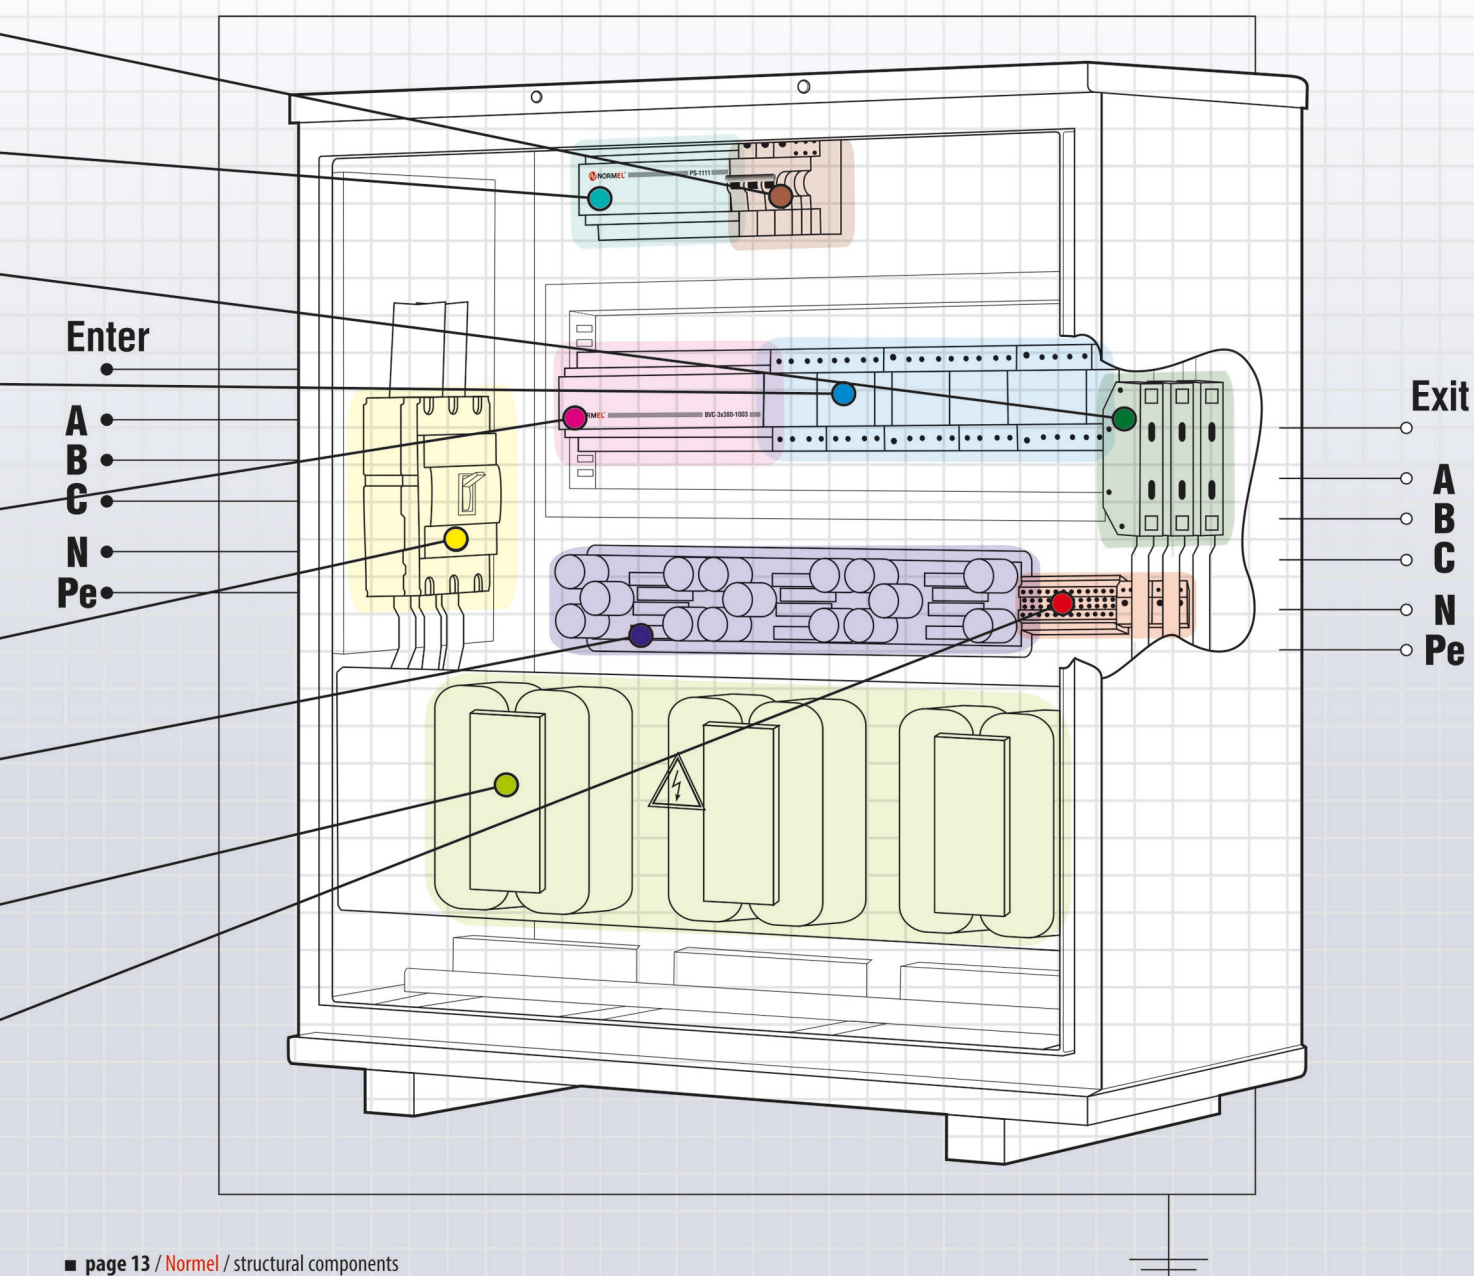 NORMEL PS-1111
Enter
A
B
C
N
Pe
RMEL BVC-3x380-1003
Exit
A
B
C
N
Pe
page 13 / Normel / structural components